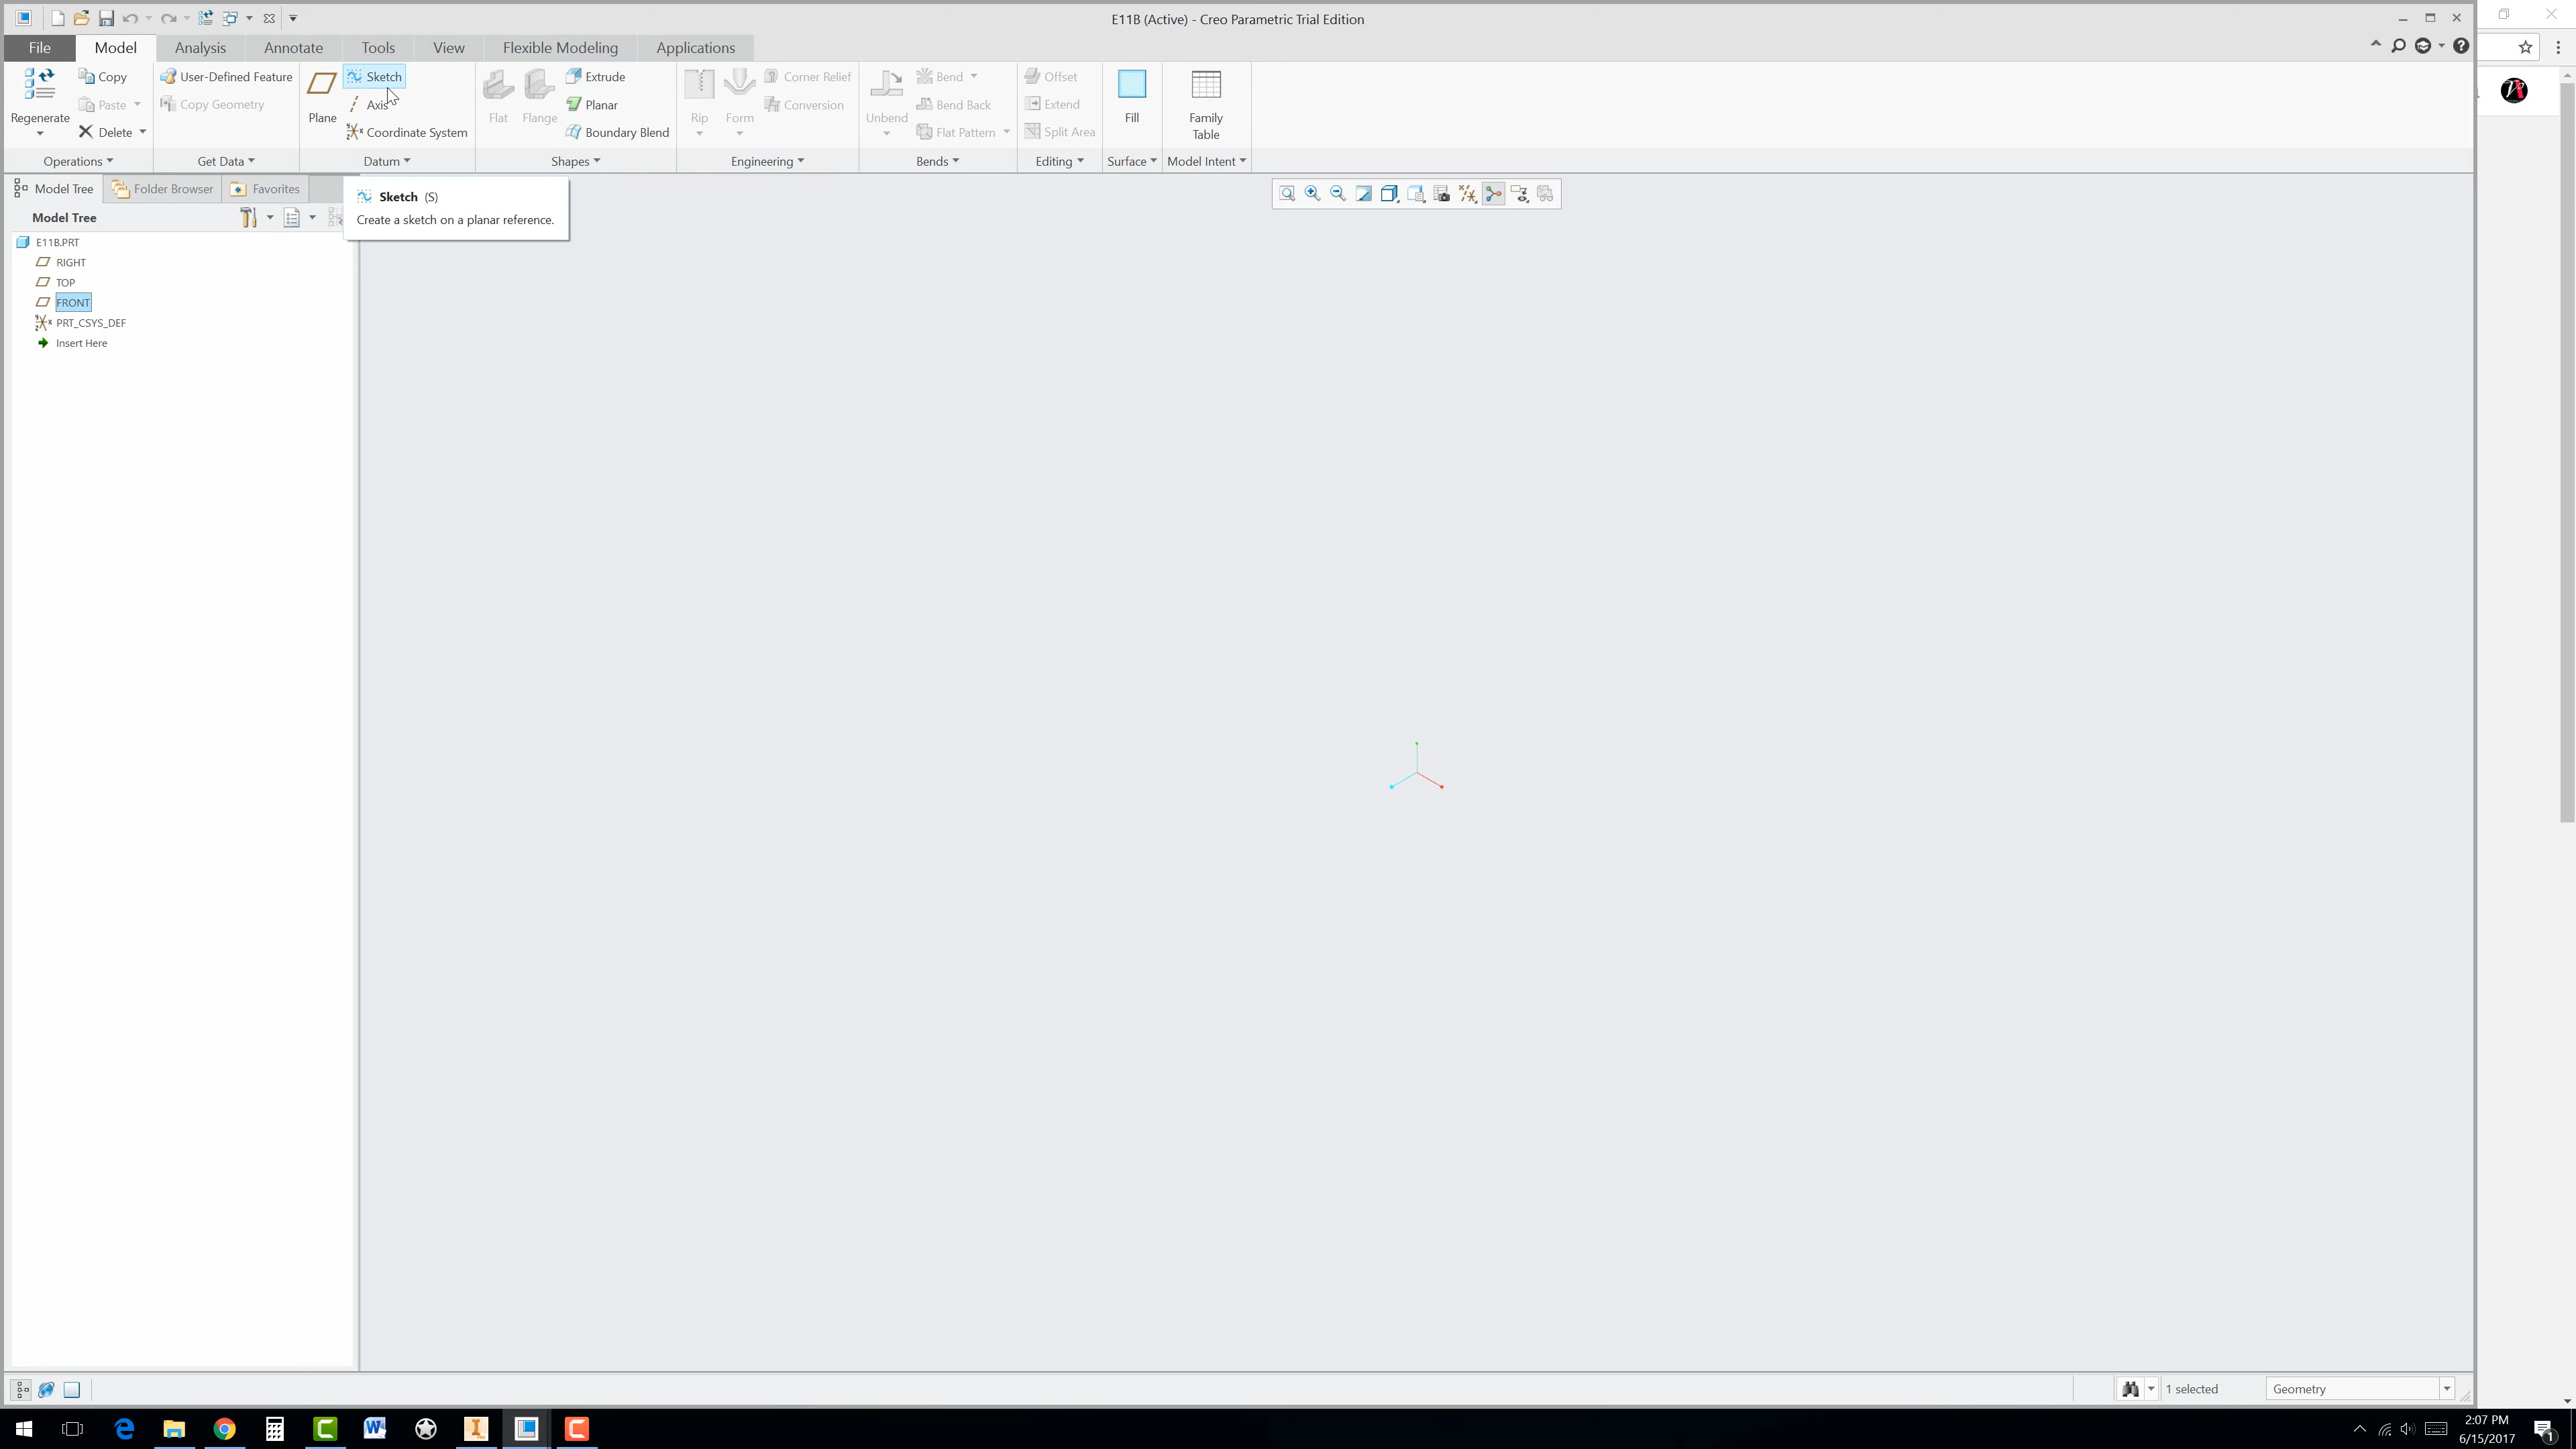 E11B (Active) - Creo Parametric Trial Edition
File Model Analysis Annotate Tools View Flexible Modeling Applications
Regenerate
Copy
Paste
Delete
Operations
User-Defined Feature
Copy Geometry
Get Data
Plane
Sketch
Axis
Coordinate System
Datum
Flat
Flange
Extrude
Planar
Boundary Blend
Shapes
Rip
Form
Corner Relief
Conversion
Engineering
Unbend
Bend
Bend Back
Flat Pattern
Bends
Offset
Extend
Split Area
Editing
Fill
Surface
Family
Table
Model Intent
Model Tree Folder Browser Favorites
Model Tree
Sketch (S)
Create a sketch on a planar reference.
E11B.PRT
RIGHT
TOP
FRONT
PRT_CSYS_DEF
Insert Here
1 selected
Geometry
2:07 PM
6/15/2017
1